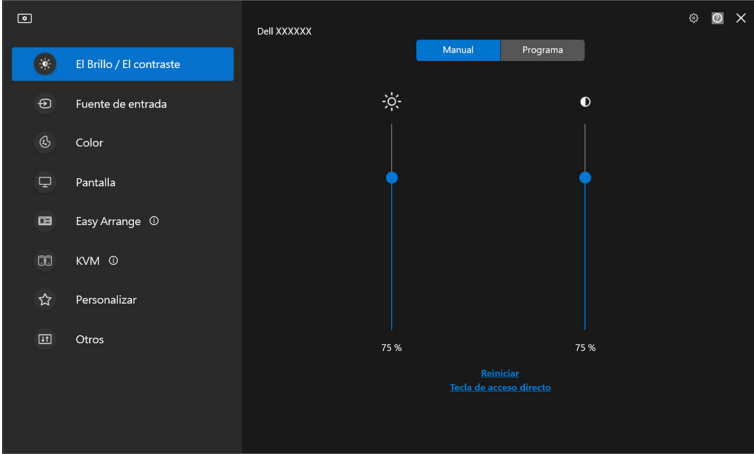 Dell XXXXXX
Manual
Programa
El Brillo / El contraste
Fuente de entrada
Color
Pantalla
Easy Arrange
KVM
Personalizar
Otros
75 %
75 %
Reiniciar
Tecla de acceso directo